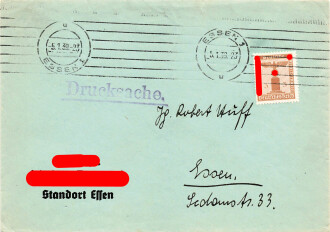 ESSEN 1
ESSEN 1
Drucksache.
Pg. Robert Huff
Essen.
Sedanstr. 33.
Standort Essen